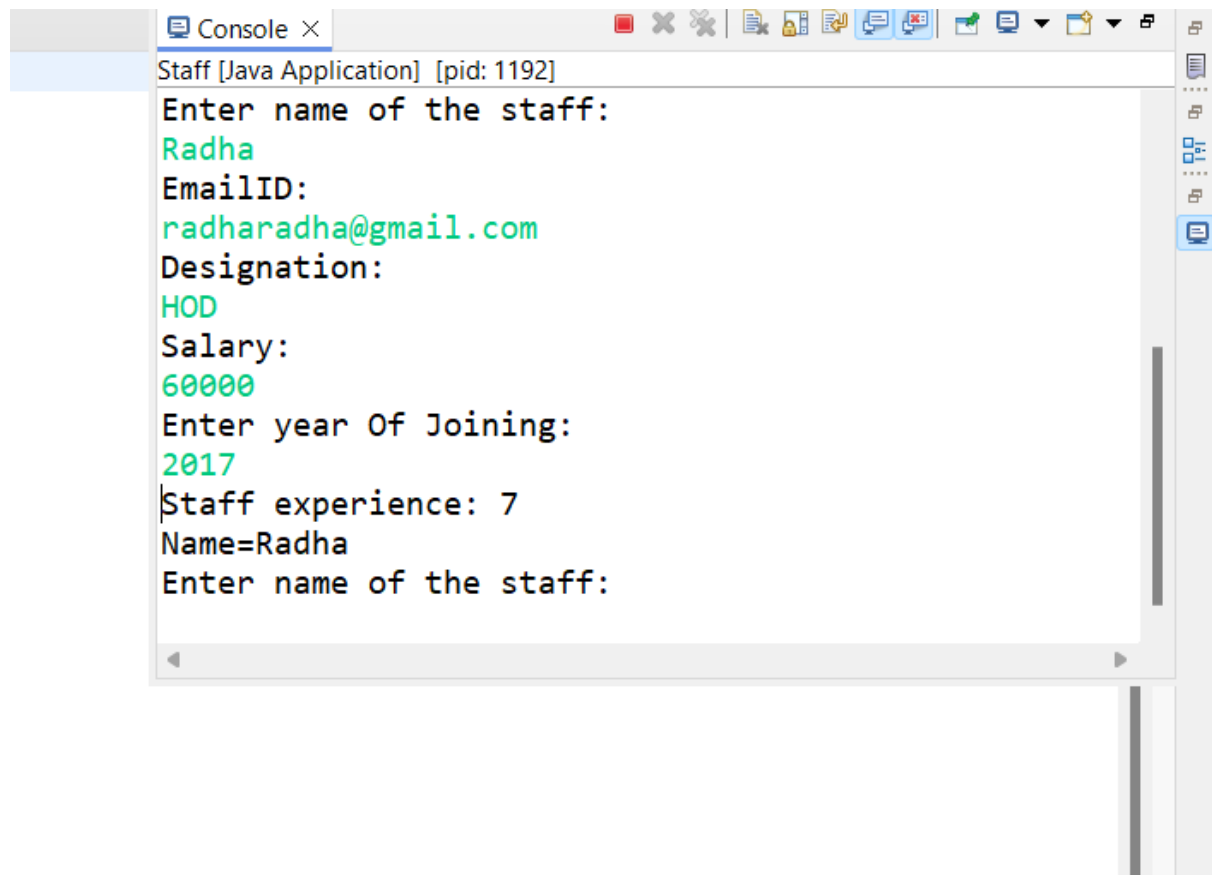 Console
Staff [Java Application] [pid: 1192]
Enter name of the staff:
Radha
EmailID:
radharadha@gmail.com
Designation:
HOD
Salary:
60000
Enter year Of Joining:
2017
Staff experience: 7
Name=Radha
Enter name of the staff: